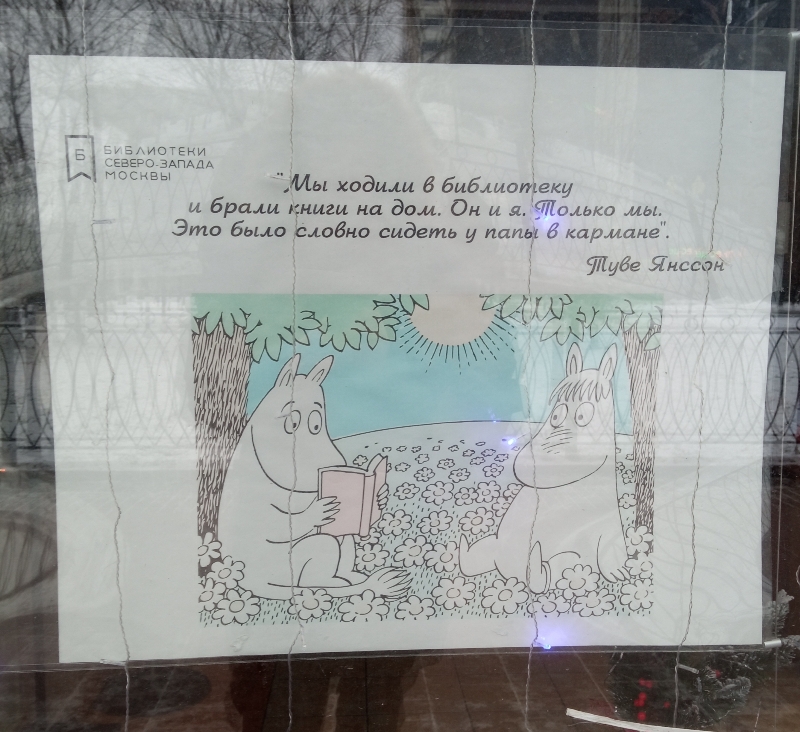 Б
БИБЛИОТЕКИ
СЕВЕРО-ЗАПАДА
МОСКВЫ
"Мы ходили в библиотеку
и брали книги на дом. Он и я. Только мы.
Это было словно сидеть у папы в кармане".
Туве Янссон